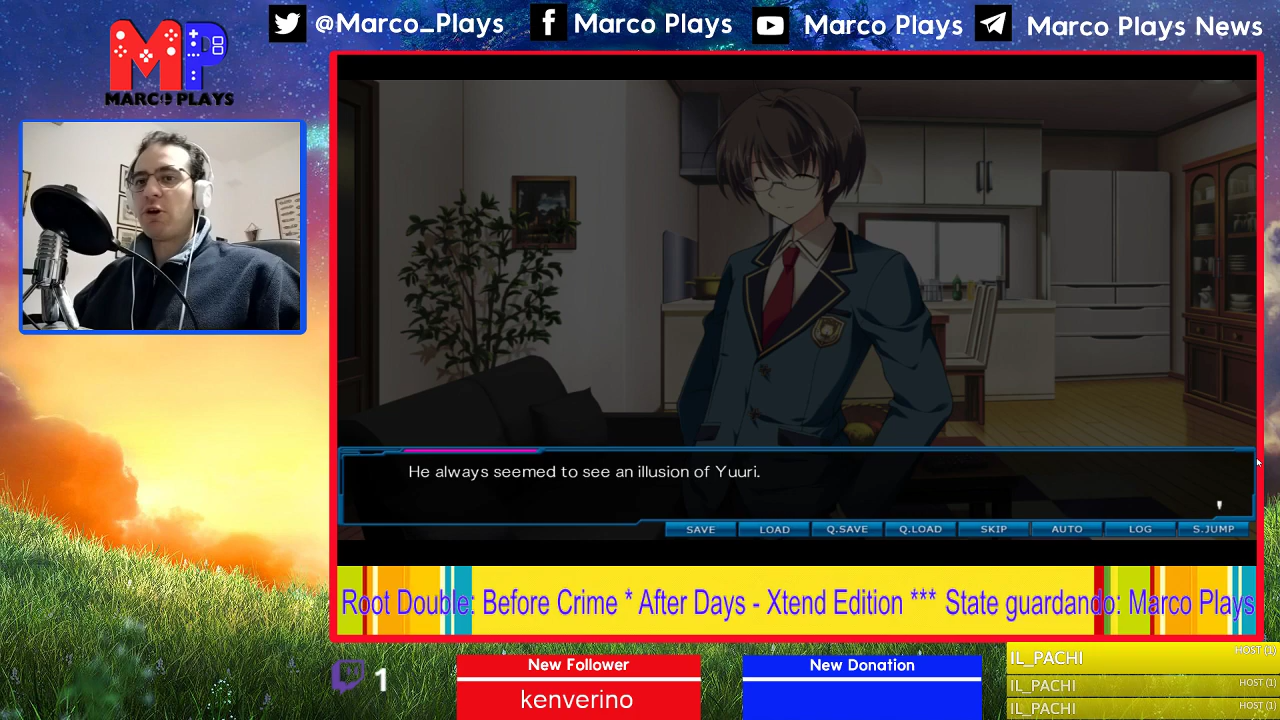 @Marco_Plays
Marco Plays
Marco Plays
Marco Plays News
MP
MARCO PLAYS
He always seemed to see an illusion of Yuuri.
SAVE
LOAD
Q.SAVE
Q.LOAD
SKIP
AUTO
LOG
S.JUMP
Root Double: Before Crime * After Days - Xtend Edition *** State guardando: Marco Plays
1
New Follower
kenverino
New Donation
IL_PACHI HOST (1)
IL_PACHI HOST (1)
IL_PACHI HOST (1)